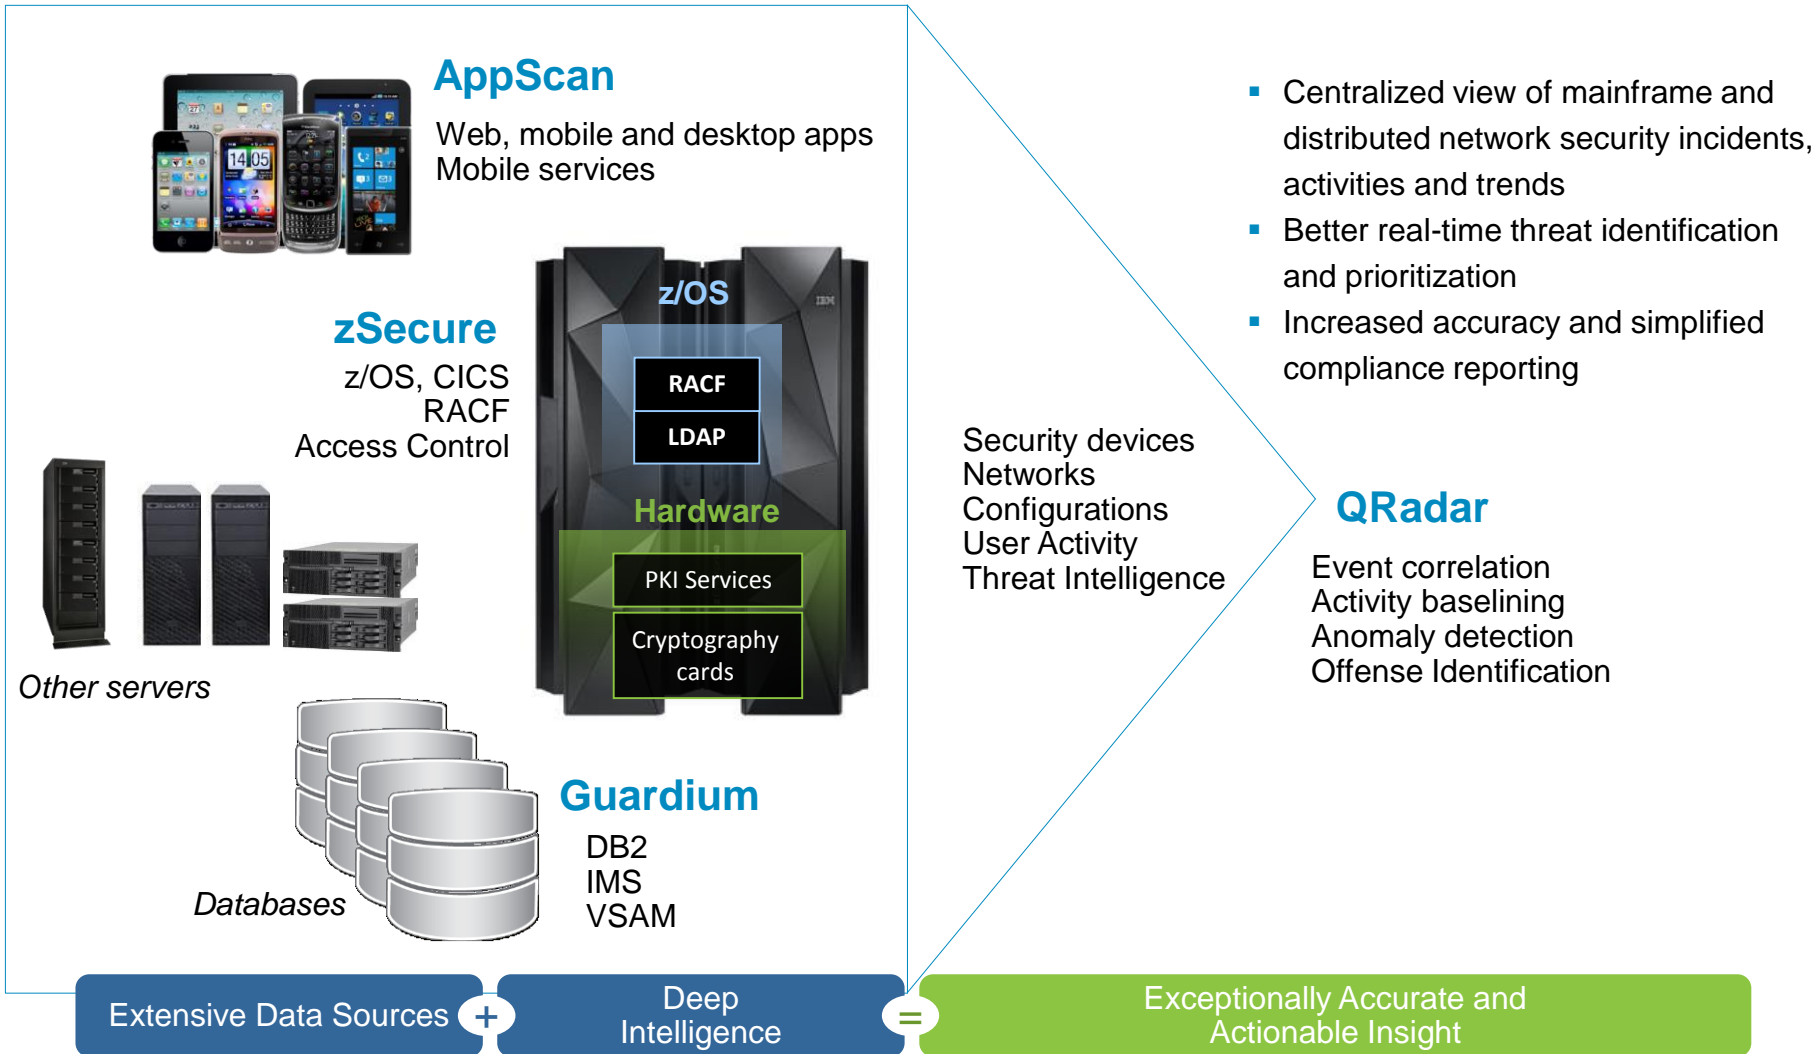 AppScan
Web, mobile and desktop apps
Mobile services
14 05
z/OS
IBM
zSecure
z/OS, CICS
RACF
Access Control
RACF
LDAP
Hardware
PKI Services
Cryptography
cards
Other servers
Databases
Guardium
DB2
IMS
VSAM
Security devices
Networks
Configurations
User Activity
Threat Intelligence
▪ Centralized view of mainframe and
distributed network security incidents,
activities and trends
▪ Better real-time threat identification
and prioritization
▪ Increased accuracy and simplified
compliance reporting
QRadar
Event correlation
Activity baselining
Anomaly detection
Offense Identification
Extensive Data Sources
+
Deep
Intelligence
=
Exceptionally Accurate and
Actionable Insight